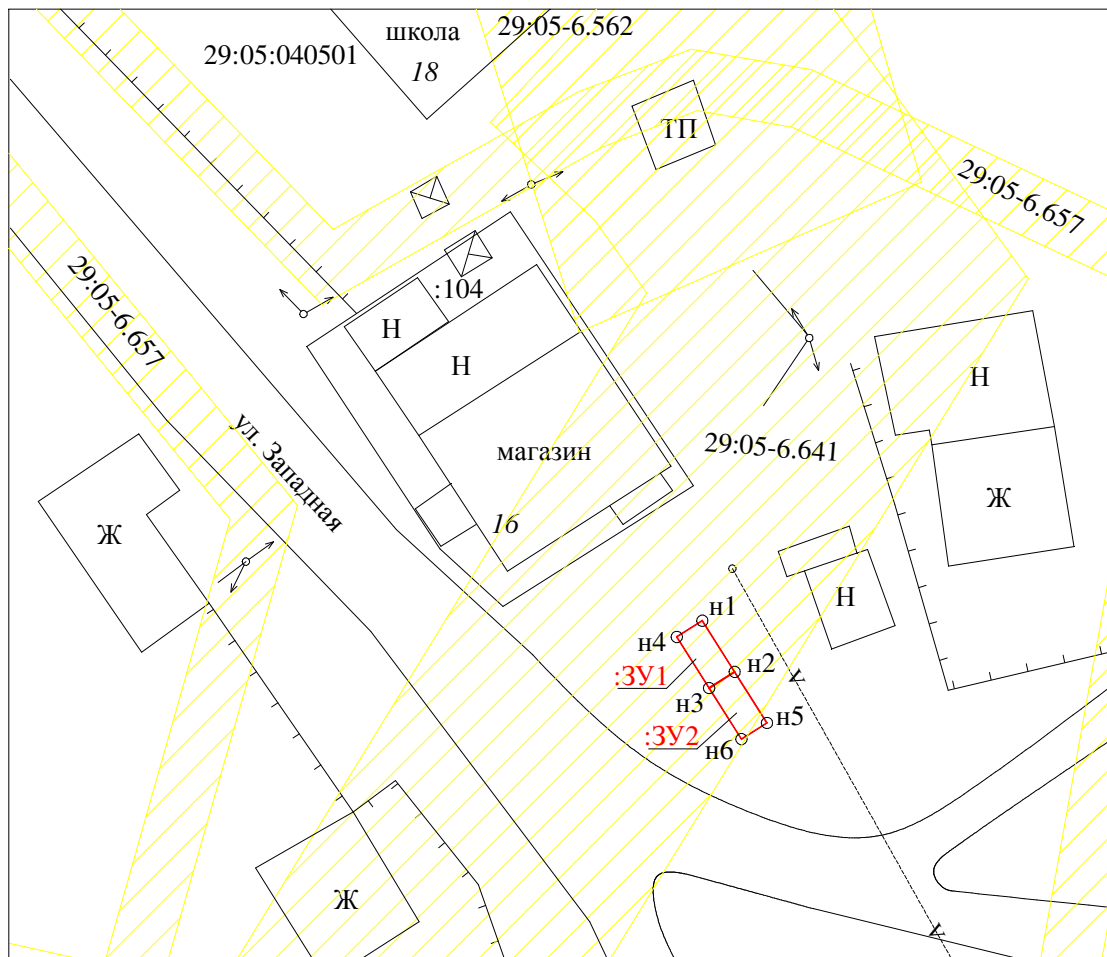 школа
29:05-6.562
29:05:040501
18
ТП
29:05-6.657
29:05-6.657
:104
Н
Н
Н
ул. Западная
магазин
29:05-6.641
16
Ж
Ж
Н
н1
н4
н2
:ЗУ1
н3
н5
:ЗУ2
н6
Ж